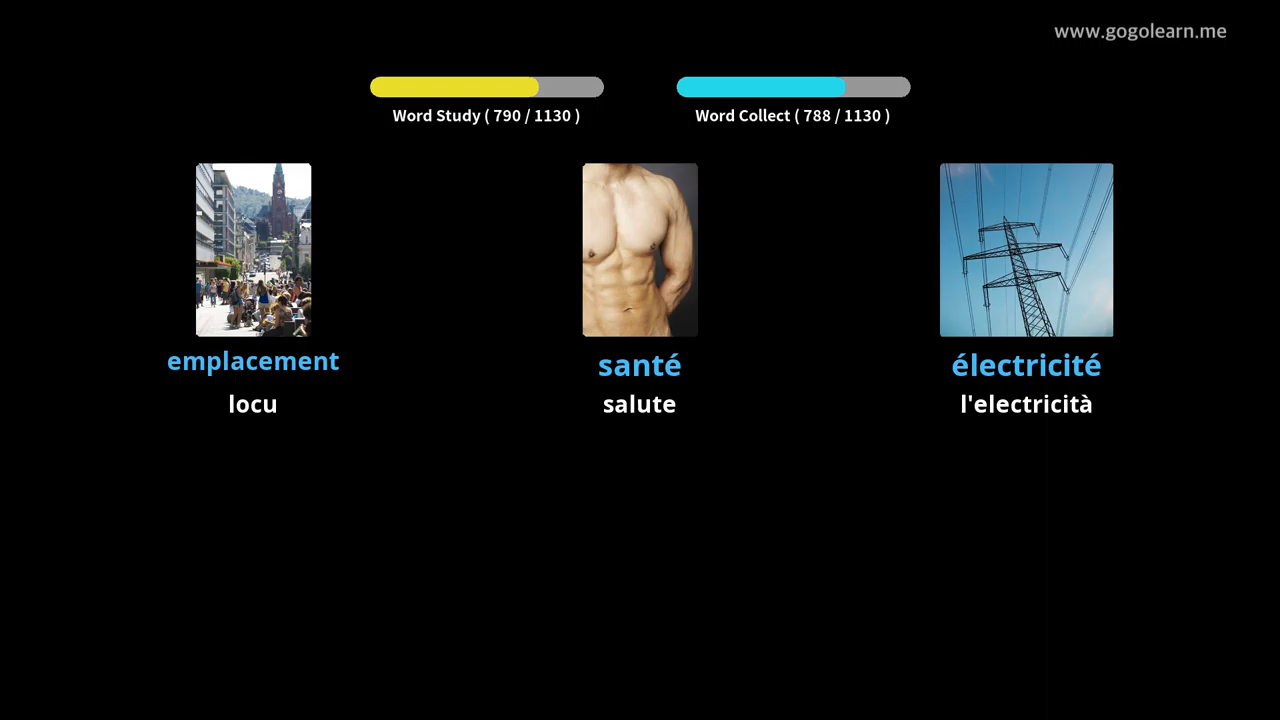 www.gogolearn.me
Word Study ( 790 / 1130 )
Word Collect ( 788 / 1130 )
emplacement
locu
santé
salute
électricité
l'electricità